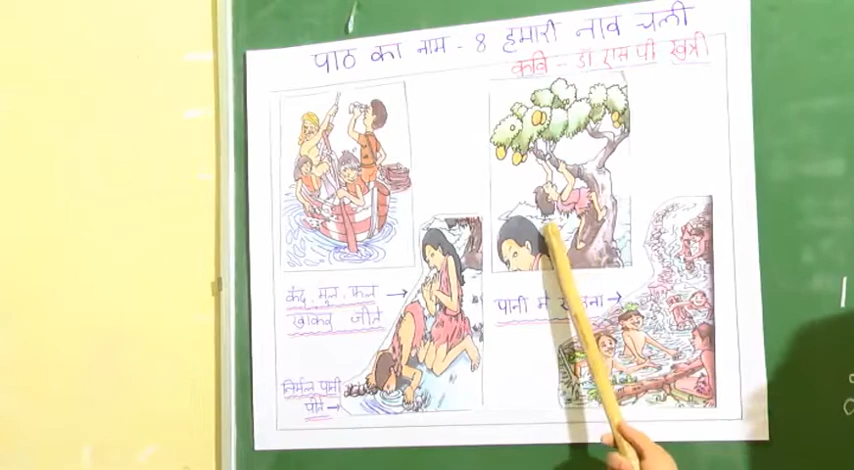 पाठ का नाम - 8 हमारी नाव चली
कवि - डॉ एस पी खत्री
कंद, मूल, फल
खाकर जीते
निर्मल पानी
पीते
पानी में